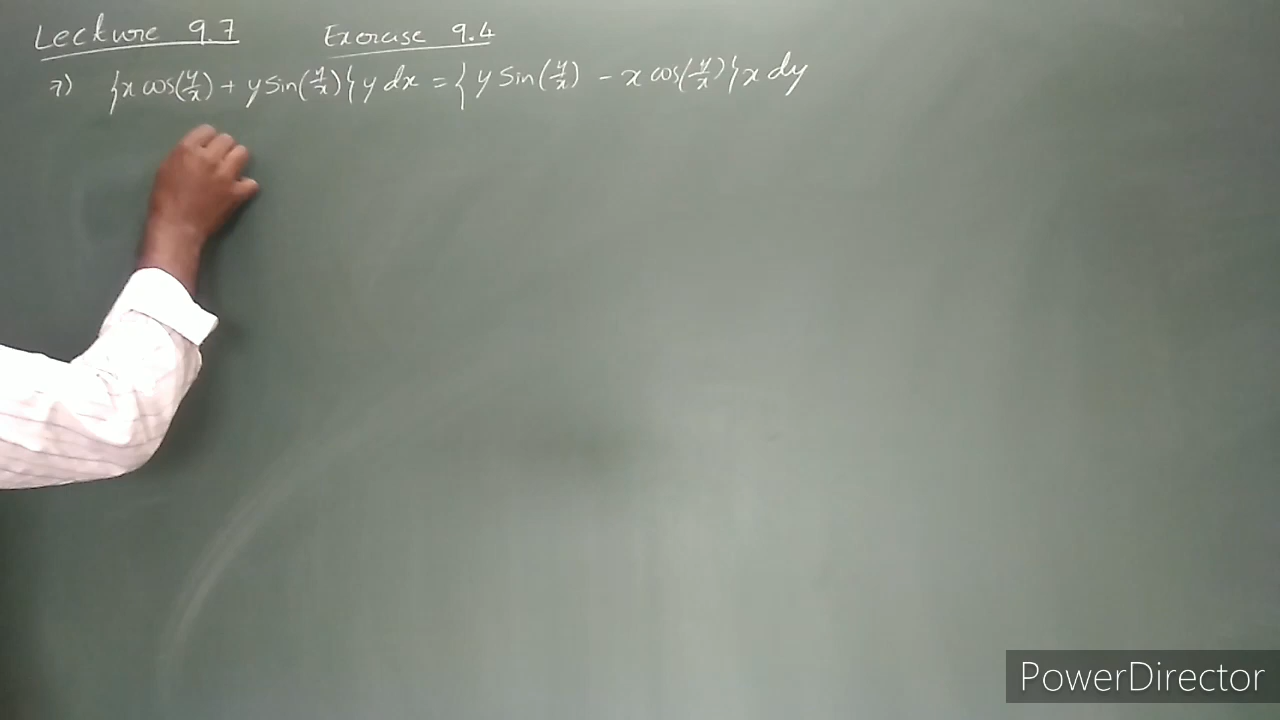 Lecture 9.7 Exercise 9.4
7) {x cos(y/x) + y sin(y/x)} y dx = {y sin(y/x) - x cos(y/x)} x dy
PowerDirector